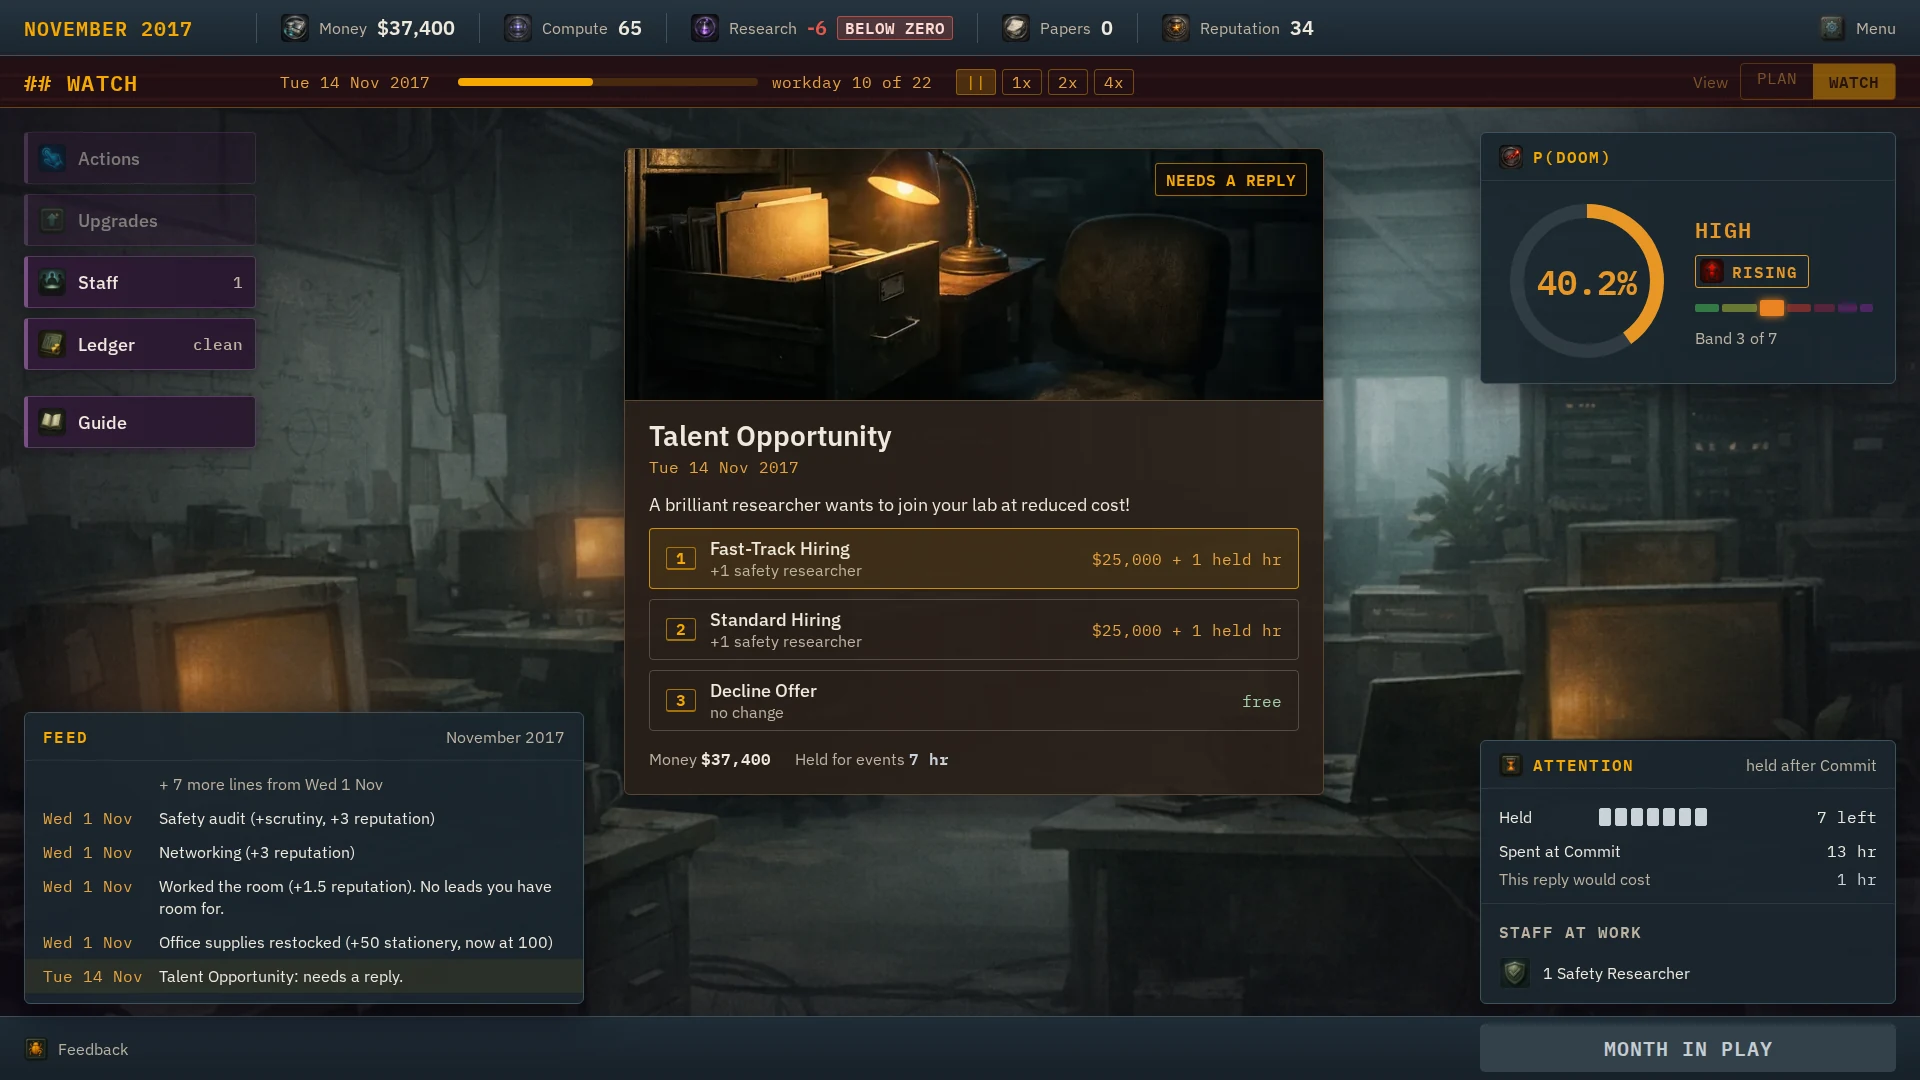 NOVEMBER 2017
Money $37,400
Compute 65
Research -6 BELOW ZERO
Papers 0
Reputation 34
Menu
## WATCH
Tue 14 Nov 2017
workday 10 of 22
|| 1x 2x 4x
View PLAN WATCH
Actions
Upgrades
Staff 1
Ledger clean
Guide
NEEDS A REPLY
Talent Opportunity
Tue 14 Nov 2017
A brilliant researcher wants to join your lab at reduced cost!
1 Fast-Track Hiring $25,000 + 1 held hr
+1 safety researcher
2 Standard Hiring $25,000 + 1 held hr
+1 safety researcher
3 Decline Offer free
no change
Money $37,400 Held for events 7 hr
P(DOOM)
40.2%
HIGH
RISING
Band 3 of 7
FEED November 2017
+ 7 more lines from Wed 1 Nov
Wed 1 Nov Safety audit (+scrutiny, +3 reputation)
Wed 1 Nov Networking (+3 reputation)
Wed 1 Nov Worked the room (+1.5 reputation). No leads you have
room for.
Wed 1 Nov Office supplies restocked (+50 stationery, now at 100)
Tue 14 Nov Talent Opportunity: needs a reply.
ATTENTION held after Commit
Held 7 left
Spent at Commit 13 hr
This reply would cost 1 hr
STAFF AT WORK
1 Safety Researcher
Feedback
MONTH IN PLAY